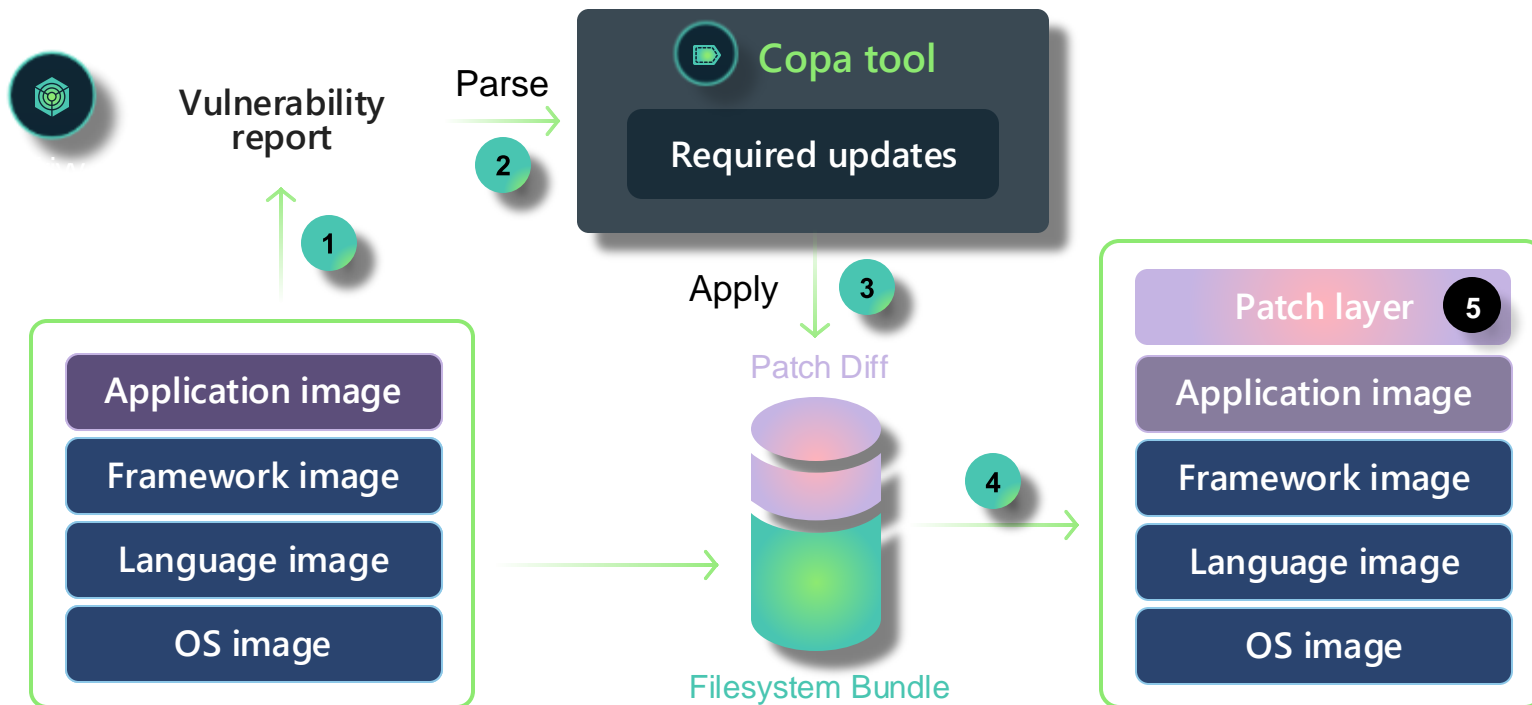 Vulnerability
report
Parse
2
Copa tool
Required updates
1
Apply
3
Application image
Framework image
Language image
OS image
Patch Diff
Filesystem Bundle
4
Patch layer
5
Application image
Framework image
Language image
OS image